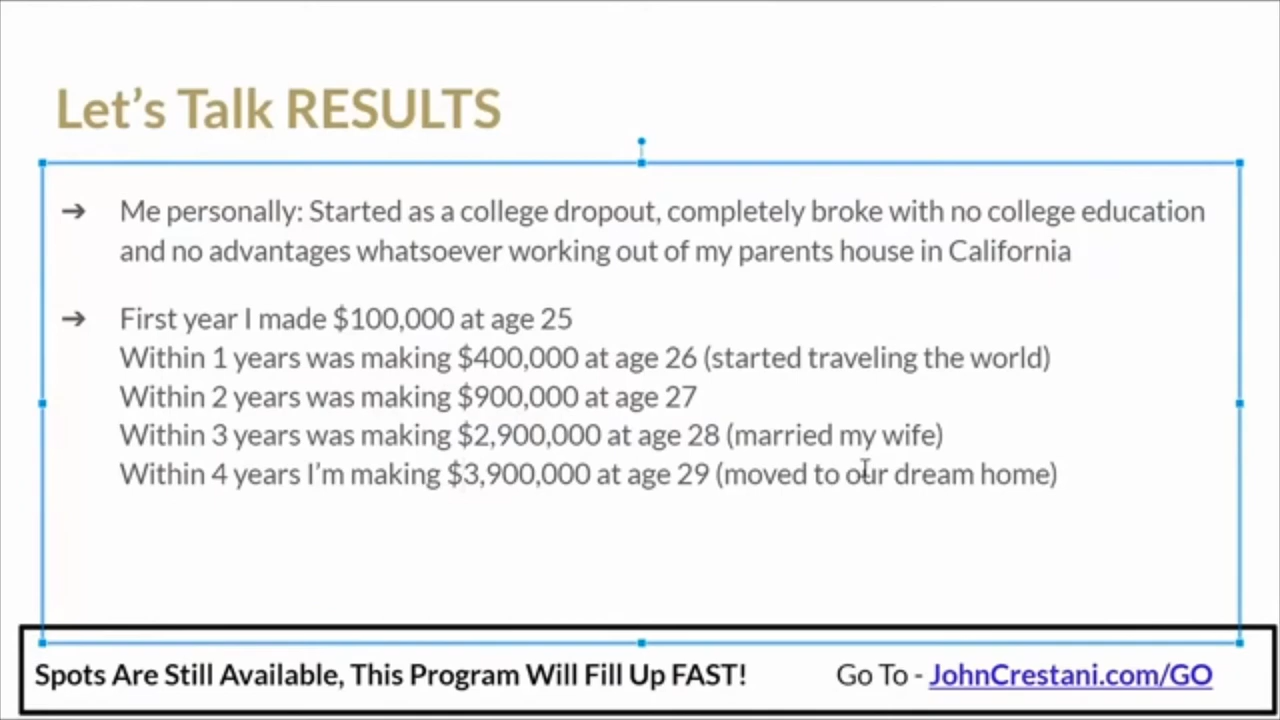 Let’s Talk RESULTS
➔ Me personally: Started as a college dropout, completely broke with no college education
and no advantages whatsoever working out of my parents house in California
➔ First year I made $100,000 at age 25
Within 1 years was making $400,000 at age 26 (started traveling the world)
Within 2 years was making $900,000 at age 27
Within 3 years was making $2,900,000 at age 28 (married my wife)
Within 4 years I’m making $3,900,000 at age 29 (moved to our dream home)
Spots Are Still Available, This Program Will Fill Up FAST! Go To - JohnCrestani.com/GO